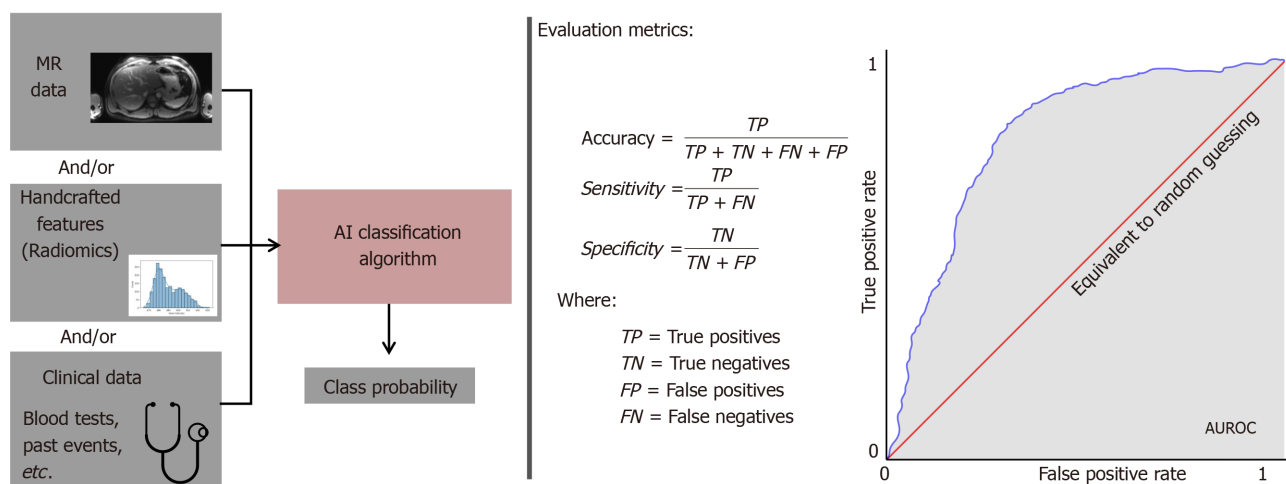 MR
data
And/or
Handcrafted
features
(Radiomics)
And/or
Clinical data
Blood tests,
past events,
etc.
AI classification
algorithm
Class probability
Evaluation metrics:
Accuracy = TP / TP + TN + FN + FP
Sensitivity = TP / TP + FN
Specificity = TN / TN + FP
Where:
TP = True positives
TN = True negatives
FP = False positives
FN = False negatives
1
True positive rate
0
Equivalent to random guessing
AUROC
0
False positive rate
1